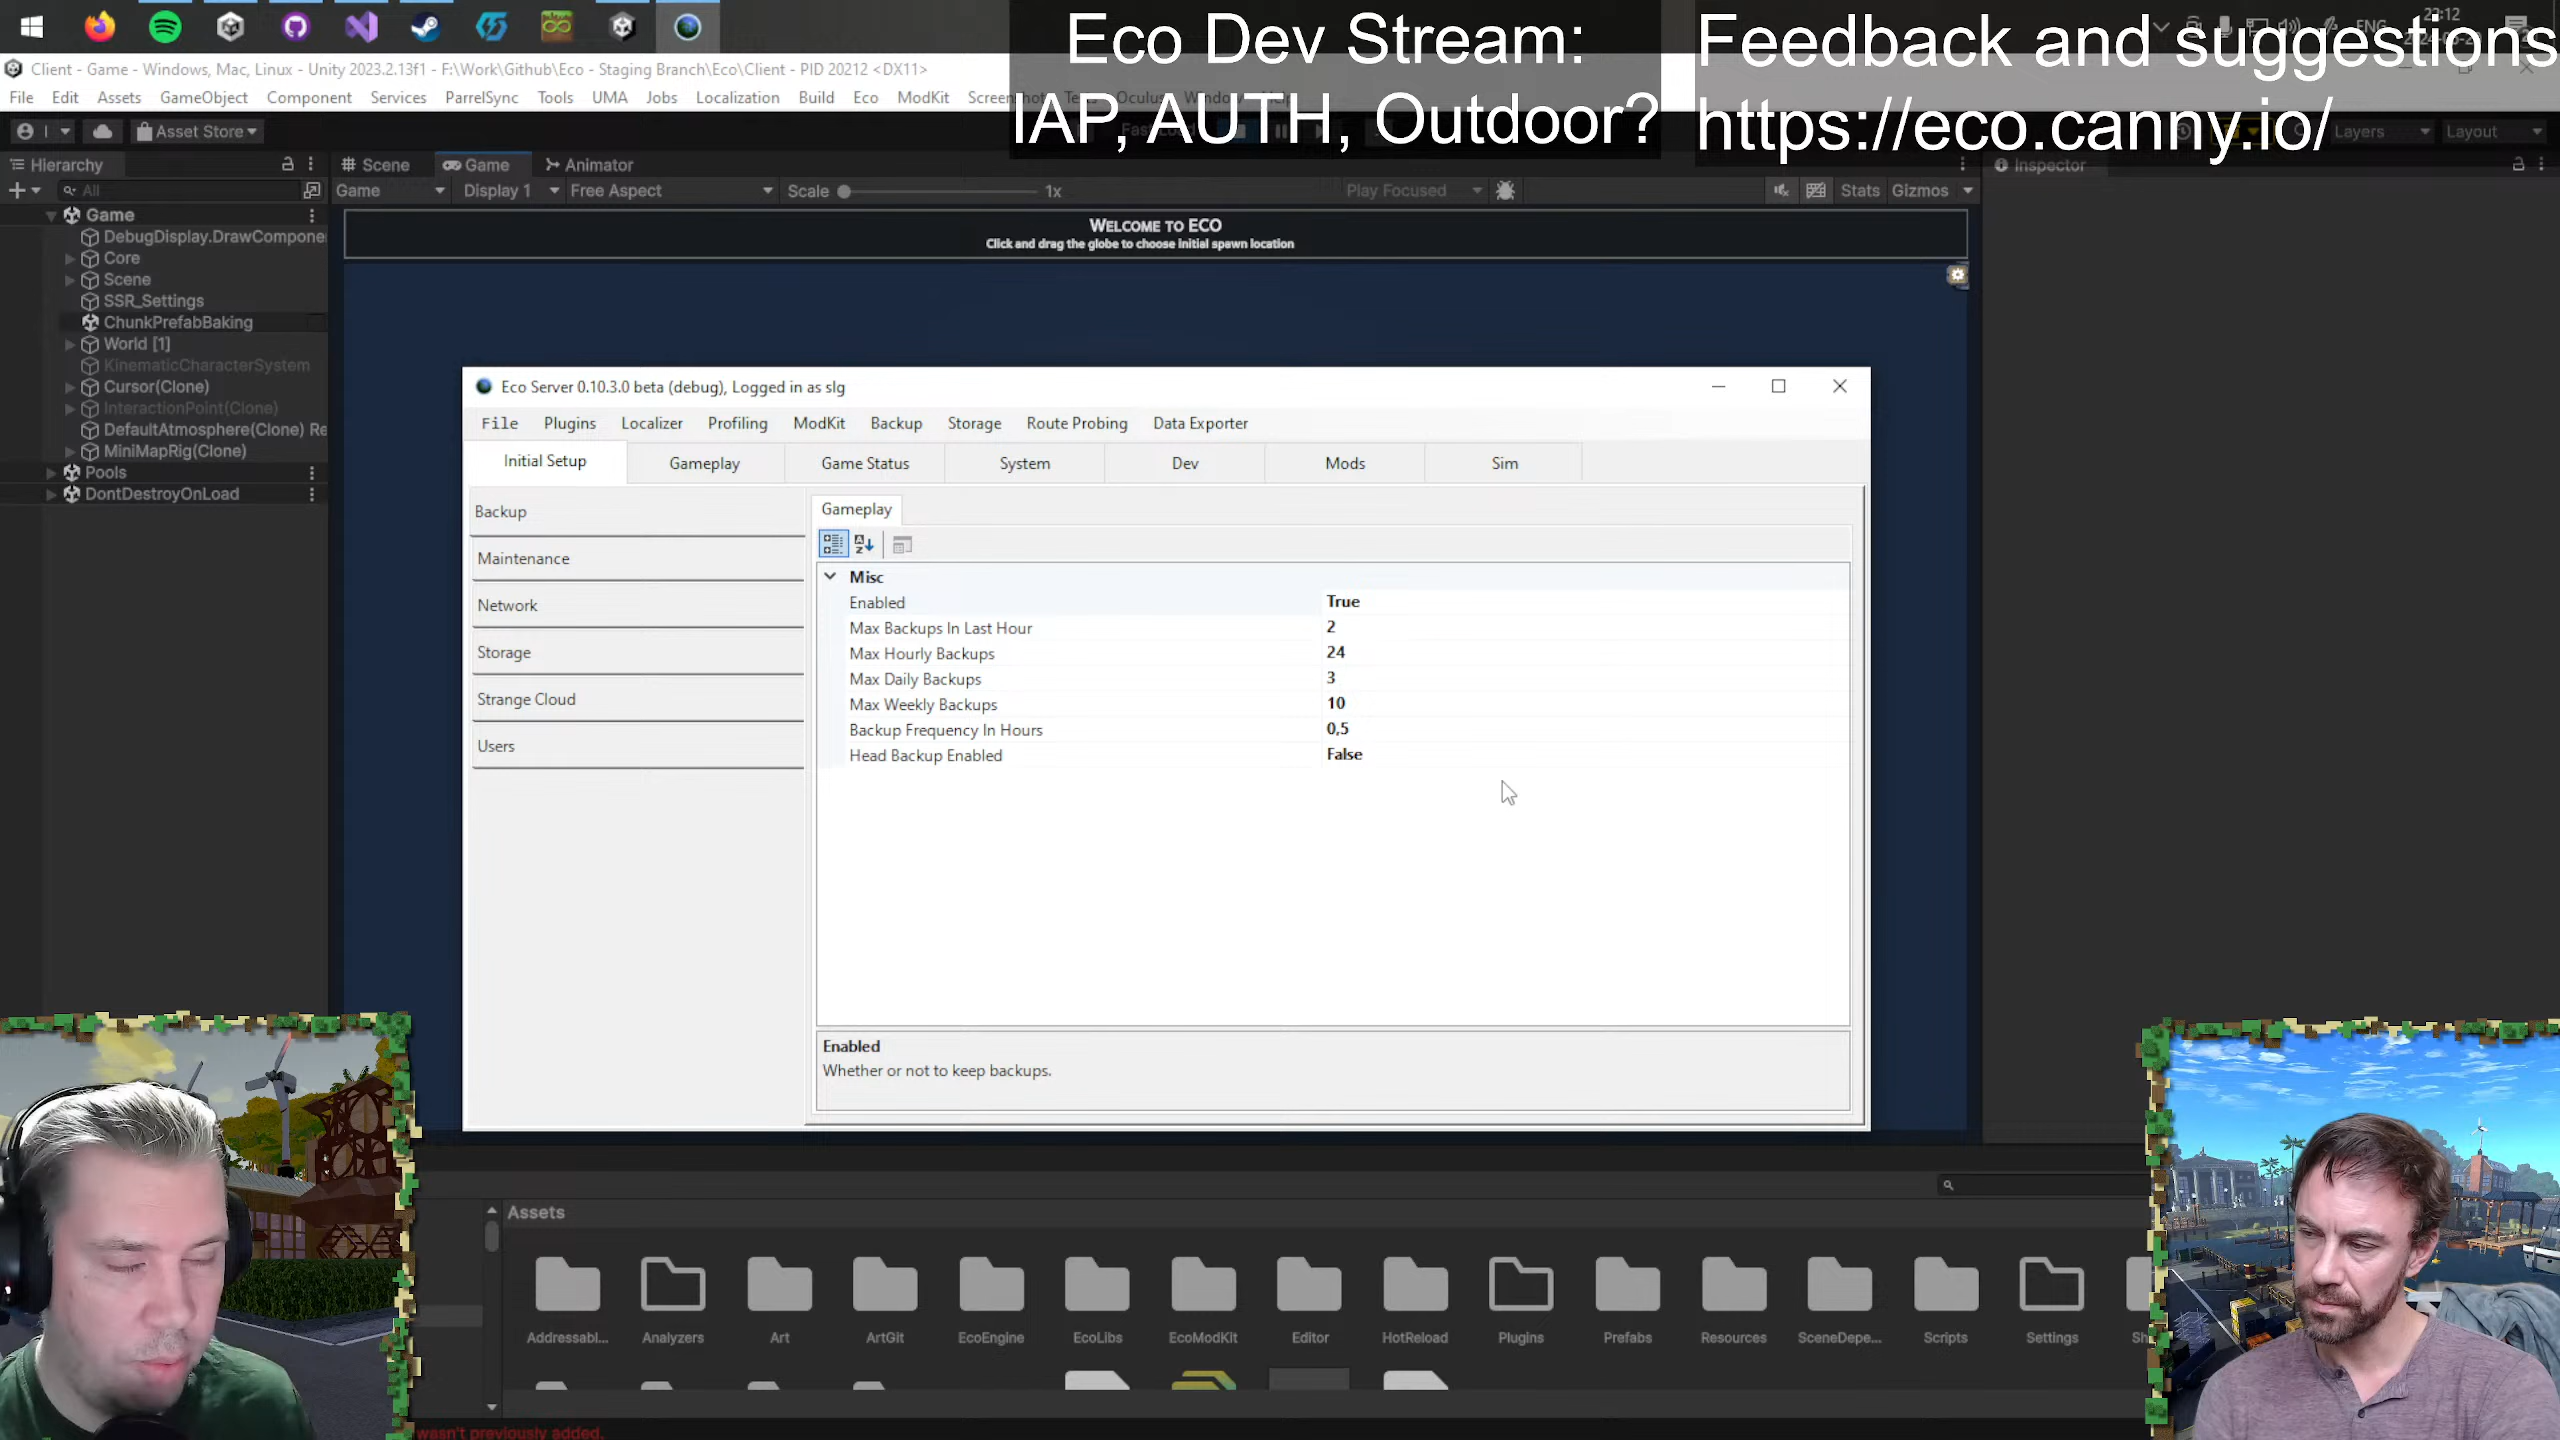 22:12
ENG
Eco Dev Stream:
IAP, AUTH, Outdoor?
Feedback and suggestions:
https://eco.canny.io/
Client - Game - Windows, Mac, Linux - Unity 2023.2.13f1 - F:\Work\Github\Eco - Staging Branch\Eco\Client - PID 20212 <DX11>
File Edit Assets GameObject Component Services ParrelSync Tools UMA Jobs Localization Build Eco ModKit
Asset Store
Layers
Layout
Hierarchy
Scene
Game
Animator
Inspector
All
Game
Display 1
Free Aspect
Scale
1x
Play Focused
Stats
Gizmos
Game
DebugDisplay.DrawCompone
Core
Scene
SSR_Settings
ChunkPrefabBaking
World [1]
KinematicCharacterSystem
Cursor(Clone)
InteractionPoint(Clone)
DefaultAtmosphere(Clone) Re
MiniMapRig(Clone)
Pools
DontDestroyOnLoad
WELCOME TO ECO
Click and drag the globe to choose initial spawn location
Eco Server 0.10.3.0 beta (debug), Logged in as slg
File Plugins Localizer Profiling ModKit Backup Storage Route Probing Data Exporter
Initial Setup Gameplay Game Status System Dev Mods Sim
Backup
Maintenance
Network
Storage
Strange Cloud
Users
Gameplay
Misc
Enabled True
Max Backups In Last Hour 2
Max Hourly Backups 24
Max Daily Backups 3
Max Weekly Backups 10
Backup Frequency In Hours 0,5
Head Backup Enabled False
Enabled
Whether or not to keep backups.
Assets
Addressabl... Analyzers Art ArtGit EcoEngine EcoLibs EcoModKit Editor HotReload Plugins Prefabs Resources SceneDepe... Scripts Settings
wasn't previously added.